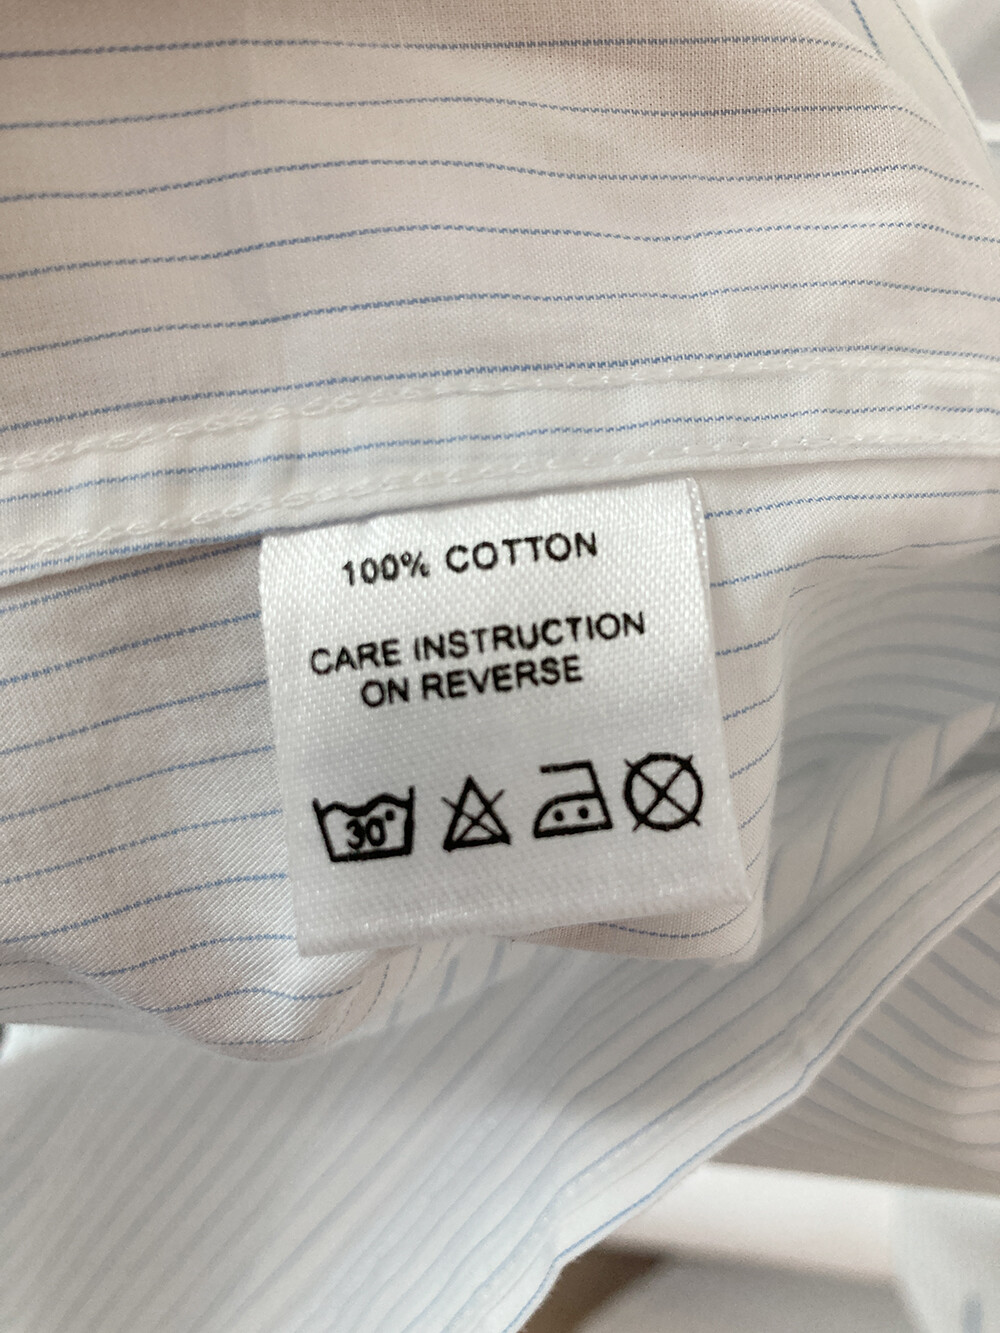 100% COTTON
CARE INSTRUCTION
ON REVERSE
30°